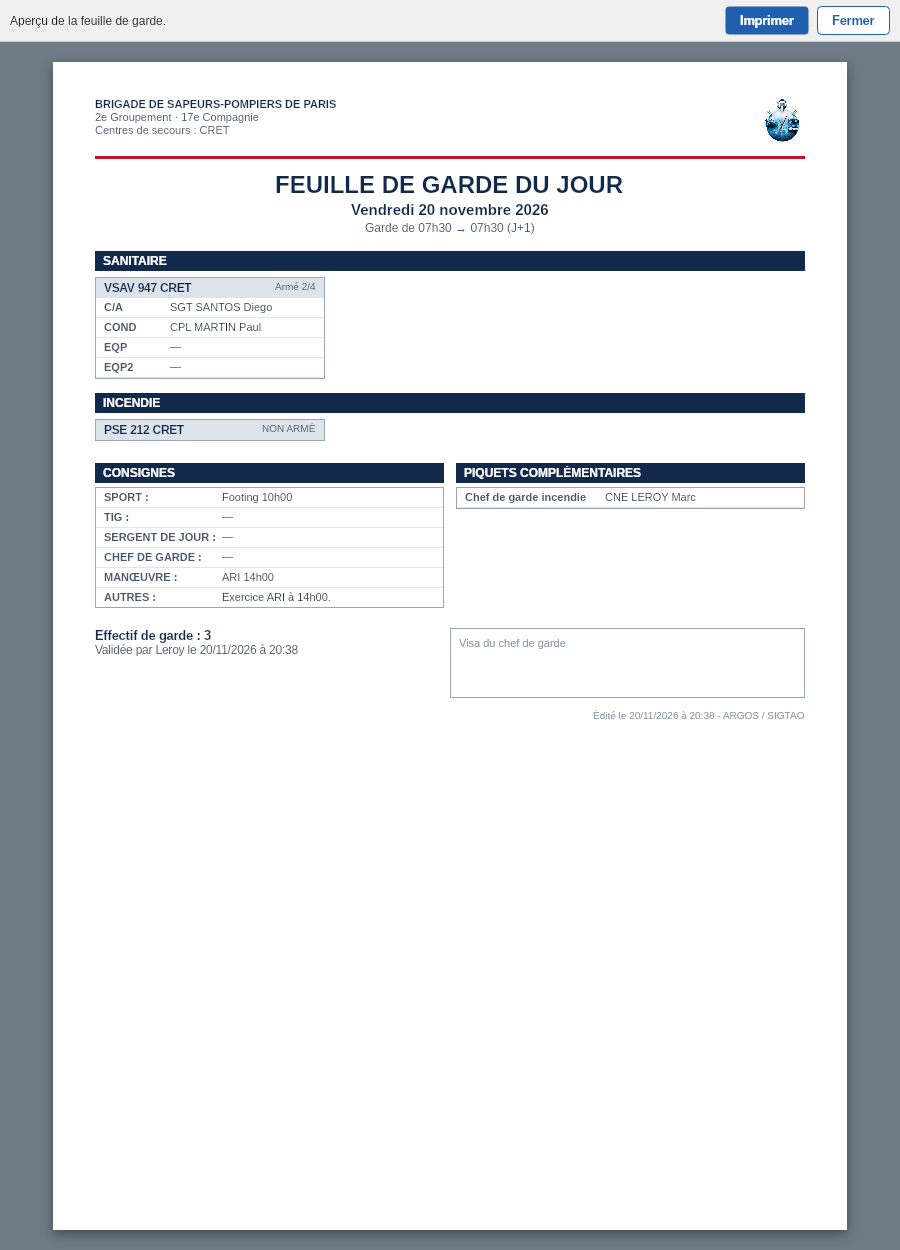 Aperçu de la feuille de garde.
Imprimer
Fermer
BRIGADE DE SAPEURS-POMPIERS DE PARIS
2e Groupement · 17e Compagnie
Centres de secours : CRET
FEUILLE DE GARDE DU JOUR
Vendredi 20 novembre 2026
Garde de 07h30 → 07h30 (J+1)
SANITAIRE
VSAV 947 CRET Armé 2/4
C/A SGT SANTOS Diego
COND CPL MARTIN Paul
EQP —
EQP2 —
INCENDIE
PSE 212 CRET NON ARMÉ
CONSIGNES
SPORT : Footing 10h00
TIG : —
SERGENT DE JOUR : —
CHEF DE GARDE : —
MANŒUVRE : ARI 14h00
AUTRES : Exercice ARI à 14h00.
PIQUETS COMPLÉMENTAIRES
Chef de garde incendie CNE LEROY Marc
Effectif de garde : 3
Validée par Leroy le 20/11/2026 à 20:38
Visa du chef de garde
Édité le 20/11/2026 à 20:38 - ARGOS / SIGTAO